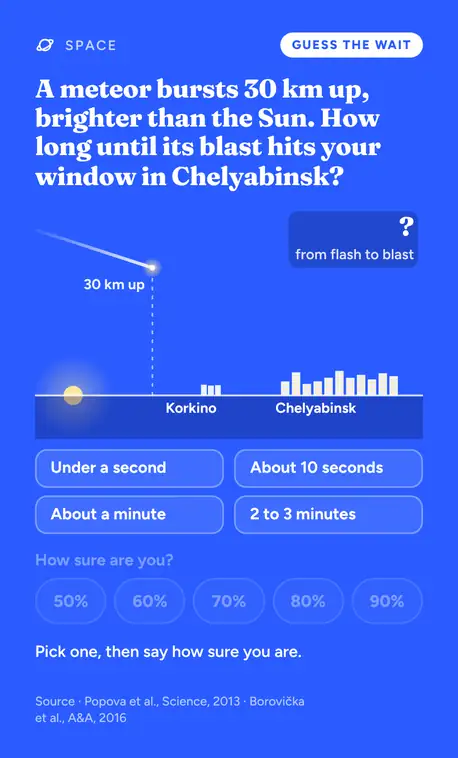 SPACE
GUESS THE WAIT
A meteor bursts 30 km up,
brighter than the Sun. How
long until its blast hits your
window in Chelyabinsk?
?
from flash to blast
30 km up
Korkino
Chelyabinsk
Under a second
About 10 seconds
About a minute
2 to 3 minutes
How sure are you?
50%
60%
70%
80%
90%
Pick one, then say how sure you are.
Source · Popova et al., Science, 2013 · Borovička
et al., A&A, 2016